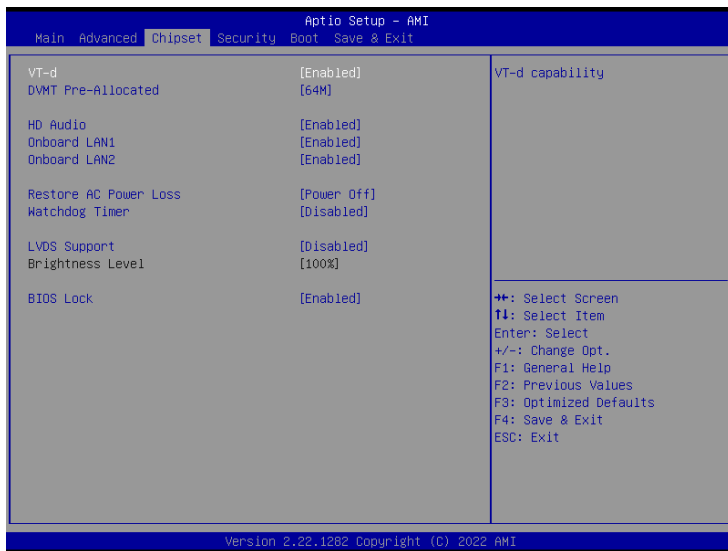 Aptio Setup – AMI
Main Advanced Chipset Security Boot Save & Exit
VT-d [Enabled]
DVMT Pre-Allocated [64M]
HD Audio [Enabled]
Onboard LAN1 [Enabled]
Onboard LAN2 [Enabled]
Restore AC Power Loss [Power Off]
Watchdog Timer [Disabled]
LVDS Support [Disabled]
Brightness Level [100%]
BIOS Lock [Enabled]
VT-d capability
→←: Select Screen
↑↓: Select Item
Enter: Select
+/-: Change Opt.
F1: General Help
F2: Previous Values
F3: Optimized Defaults
F4: Save & Exit
ESC: Exit
Version 2.22.1282 Copyright (C) 2022 AMI